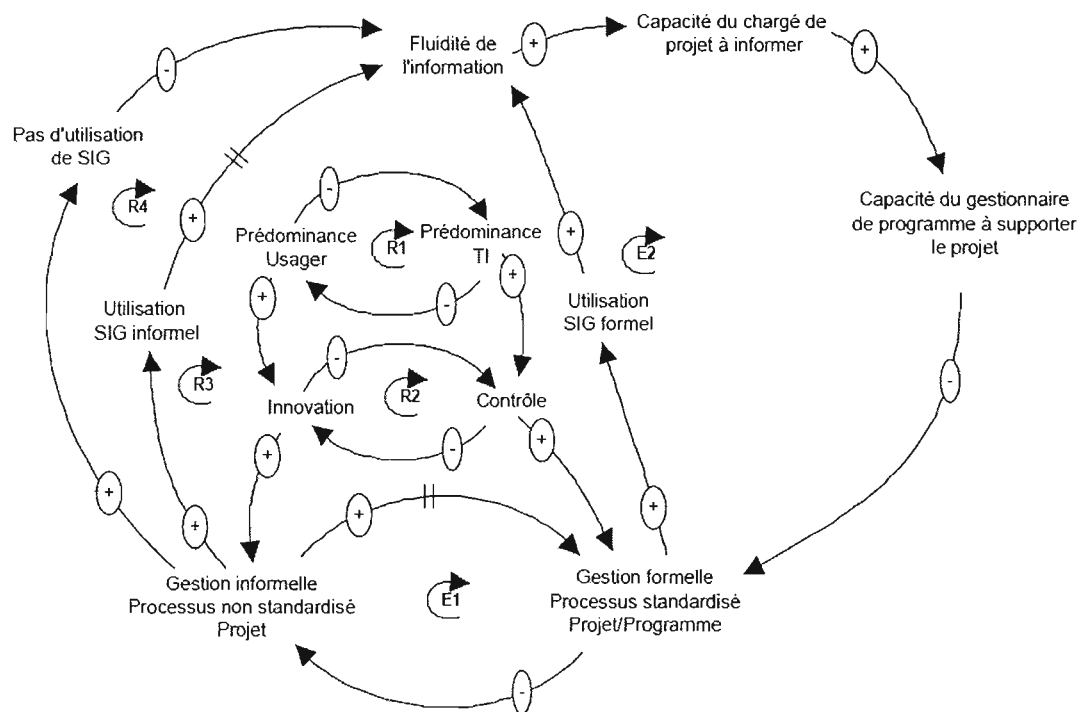 Capacité du chargé de
projet à informer
+
+
Fluidité de
l'information
-
Pas d'utilisation
de SIG
R4
+
-
Prédominance
Usager
R1
Prédominance
TI
+
E2
Capacité du gestionnaire
de programme à supporter
le projet
+
-
+
Utilisation
SIG informel
Utilisation
SIG formel
R3
-
R2
Innovation
Contrôle
-
+
-
+
+
+
+
+
+
Gestion informelle
Processus non standardisé
Projet
E1
Gestion formelle
Processus standardisé
Projet/Programme
-